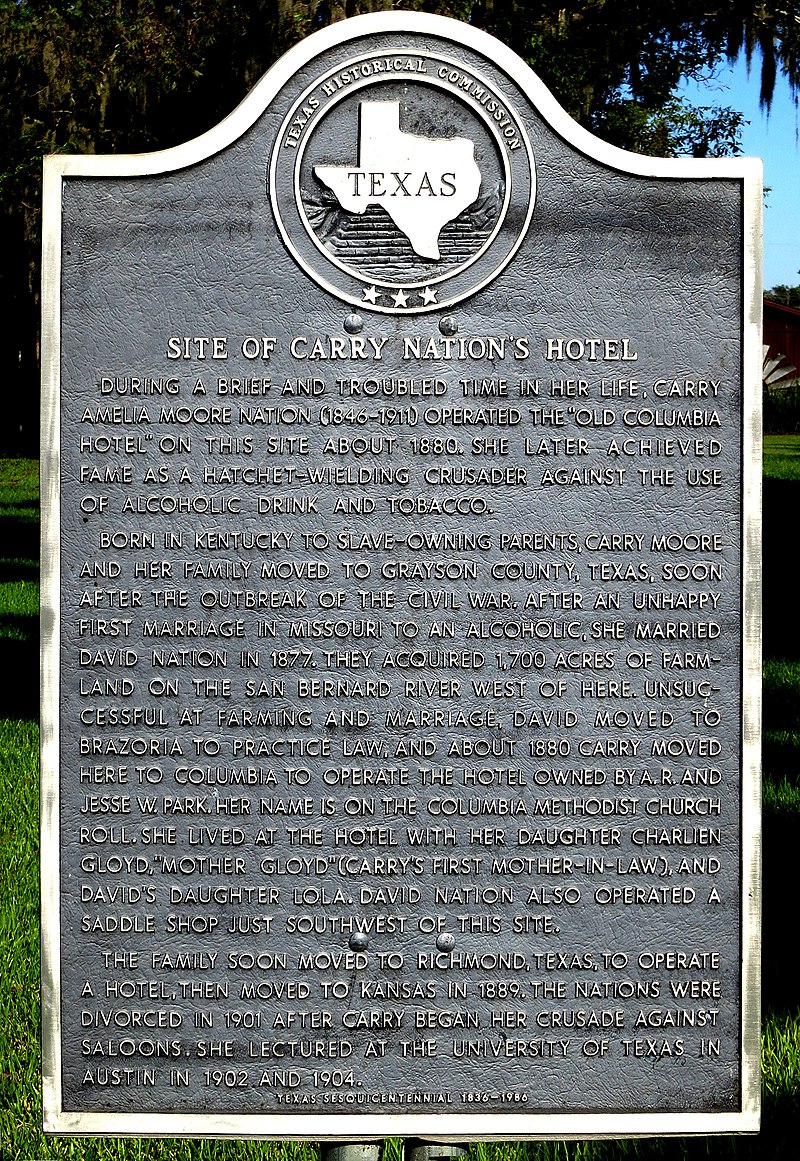 TEXAS HISTORICAL COMMISSION
TEXAS
SITE OF CARRY NATION'S HOTEL
DURING A BRIEF AND TROUBLED TIME IN HER LIFE, CARRY
AMELIA MOORE NATION (1846-1911) OPERATED THE "OLD COLUMBIA
HOTEL" ON THIS SITE ABOUT 1880. SHE LATER ACHIEVED
FAME AS A HATCHET-WIELDING CRUSADER AGAINST THE USE
OF ALCOHOLIC DRINK AND TOBACCO.
BORN IN KENTUCKY TO SLAVE-OWNING PARENTS, CARRY MOORE
AND HER FAMILY MOVED TO GRAYSON COUNTY, TEXAS, SOON
AFTER THE OUTBREAK OF THE CIVIL WAR. AFTER AN UNHAPPY
FIRST MARRIAGE IN MISSOURI TO AN ALCOHOLIC, SHE MARRIED
DAVID NATION IN 1877. THEY ACQUIRED 1,700 ACRES OF FARM-
LAND ON THE SAN BERNARD RIVER WEST OF HERE. UNSUC-
CESSFUL AT FARMING AND MARRIAGE, DAVID MOVED TO
BRAZORIA TO PRACTICE LAW, AND ABOUT 1880 CARRY MOVED
HERE TO COLUMBIA TO OPERATE THE HOTEL OWNED BY A. R. AND
JESSE W. PARK. HER NAME IS ON THE COLUMBIA METHODIST CHURCH
ROLL. SHE LIVED AT THE HOTEL WITH HER DAUGHTER CHARLIEN
GLOYD, "MOTHER GLOYD" (CARRY'S FIRST MOTHER-IN-LAW), AND
DAVID'S DAUGHTER LOLA. DAVID NATION ALSO OPERATED A
SADDLE SHOP JUST SOUTHWEST OF THIS SITE.
THE FAMILY SOON MOVED TO RICHMOND, TEXAS, TO OPERATE
A HOTEL, THEN MOVED TO KANSAS IN 1889. THE NATIONS WERE
DIVORCED IN 1901 AFTER CARRY BEGAN HER CRUSADE AGAINST
SALOONS. SHE LECTURED AT THE UNIVERSITY OF TEXAS IN
AUSTIN IN 1902 AND 1904.
TEXAS SESQUICENTENNIAL 1836-1986